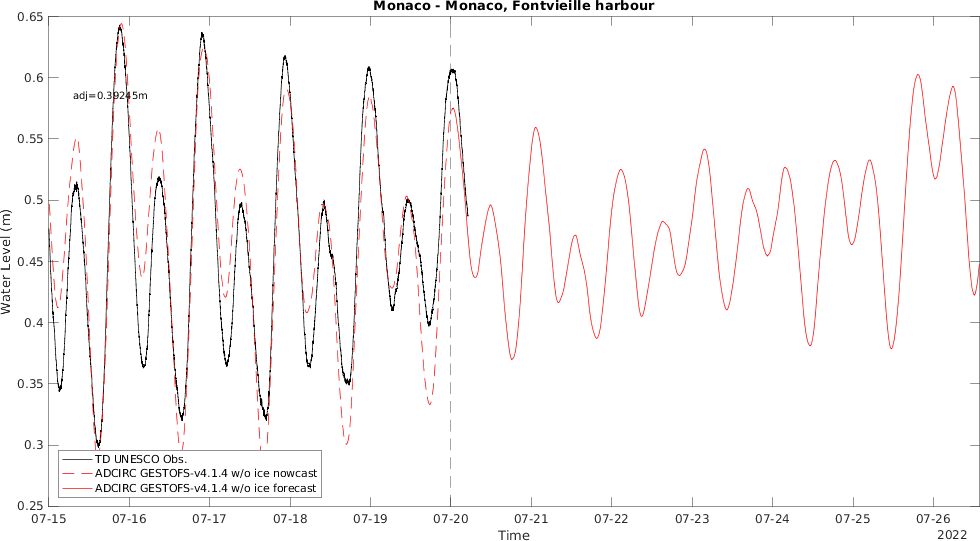 Monaco - Monaco, Fontvieille harbour
0.65
0.6
adj=0.39245m
0.55
0.5
0.45
0.4
0.35
0.3
0.25
Water Level (m)
TD UNESCO Obs.
ADCIRC GESTOFS-v4.1.4 w/o ice nowcast
ADCIRC GESTOFS-v4.1.4 w/o ice forecast
07-15 07-16 07-17 07-18 07-19 07-20 07-21 07-22 07-23 07-24 07-25 07-26
Time
2022